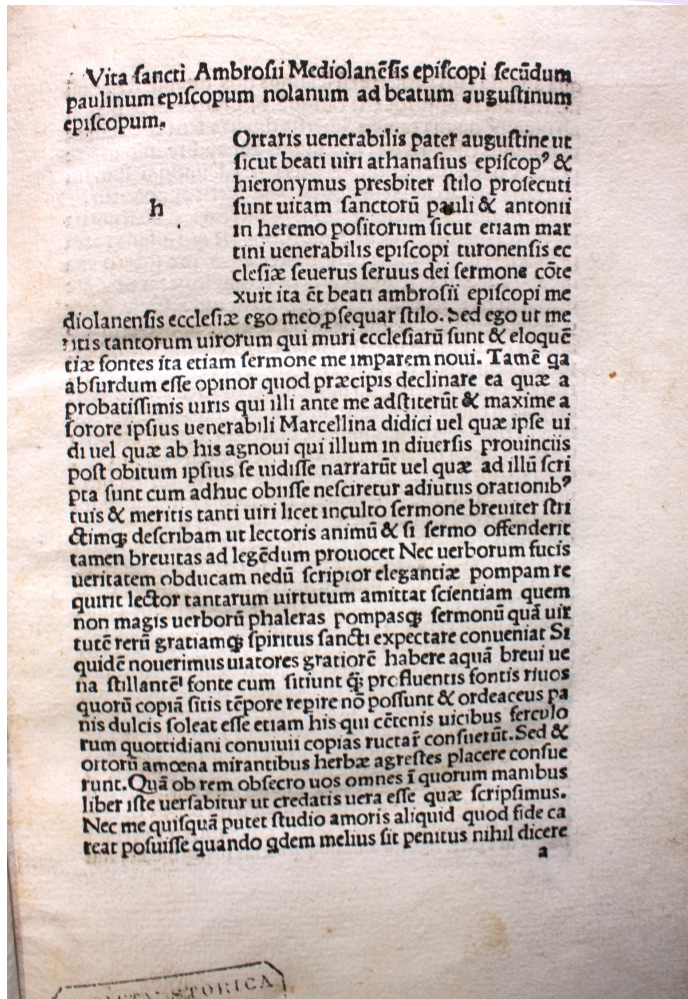 Vita sancti Ambrosii Mediolanēsis episcopi secūdum
paulinum episcopum nolanum ad beatum augustinum
episcopum.
h
Ortaris uenerabilis pater augustine ut
sicut beati uiri athanasius episcopꝰ &
hieronymus presbiter stilo prosecuti
sunt uitam sanctorū pauli & antonii
in heremo positorum sicut etiam mar
tini uenerabilis episcopi turonensis ec
clesiæ seuerus seruus dei sermone cōte
xuit ita ēt beati ambrosii episcopi me
diolanensis ecclesiæ ego meo ꝓsequar stilo. Sed ego ut me
ritis tantorum uirorum qui muri ecclesiarū sunt & eloquē
tiæ fontes ita etiam sermone me imparem noui. Tamē qa
absurdum esse opinor quod præcipis declinare ea quæ a
probatissimis uiris qui illi ante me adstiterūt & maxime a
sorore ipsius uenerabili Marcellina didici uel quæ ipse ui
di uel quæ ab his agnoui qui illum in diuersis prouinciis
post obitum ipsius se uidisse narrarūt uel quæ ad illū scri
pta sunt cum adhuc obiisse nesciretur adiutus orationibꝰ
tuis & meritis tanti uiri licet inculto sermone breuiter stri
ctimqꝫ describam ut lectoris animū & si sermo offenderit
tamen breuitas ad legēdum prouocet Nec uerborum fucis
ueritatem obducam nedū scriptor elegantiæ pompam re
quirit lector tantarum uirtutum amittat scientiam quem
non magis uerborū phaleras pompasqꝫ sermonū quā uir
tutē rerū gratiamqꝫ spiritus sancti expectare conueniat Si
quidē nouerimus uiatores gratiorē habere aquā breui ue
na stillantē fonte cum sitiunt qꝫ profluentis fontis riuos
quorū copiā sitis tēpore repire nō possunt & ordeaceus pa
nis dulcis soleat esse etiam his qui cētenis uicibus ferculo
rum quottidiani conuiuii copias ructar̄ consuerūt. Sed &
ortorū amœna mirantibus herbæ agrestes placere consue
runt. Quā ob rem obsecro uos omnes ī quorum manibus
liber iste uersabitur ut credatis uera esse quæ scripsimus.
Nec me quisquā putet studio amoris aliquid quod fide ca
reat posuisse quando qdem melius sit penitus nihil dicere
a
STORICA